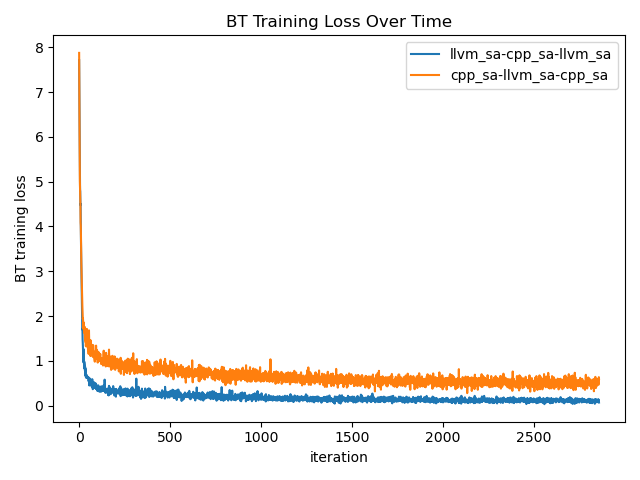 BT Training Loss Over Time
llvm_sa-cpp_sa-llvm_sa
cpp_sa-llvm_sa-cpp_sa
BT training loss
8
7
6
5
4
3
2
1
0
0 500 1000 1500 2000 2500
iteration